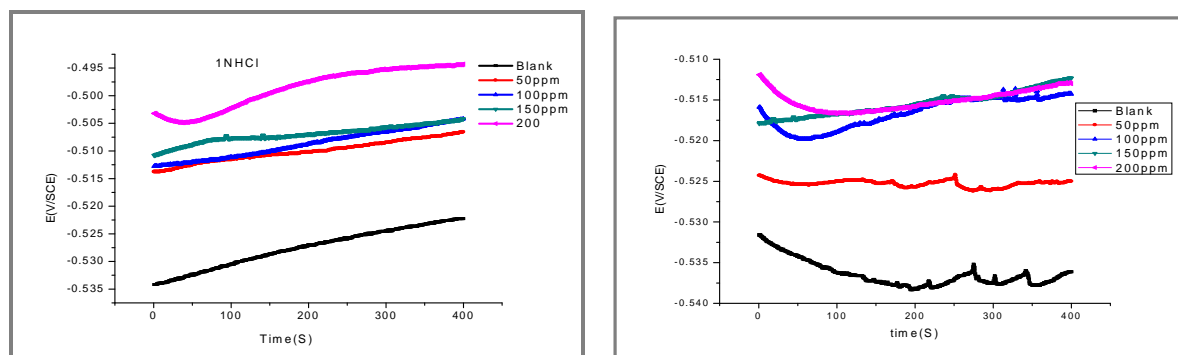 1NHCl
Blank
50ppm
100ppm
150ppm
200
-0.495
-0.500
-0.505
-0.510
-0.515
-0.520
-0.525
-0.530
-0.535
E(V/SCE)
0
100
200
300
400
Time(S)
-0.510
-0.515
-0.520
-0.525
-0.530
-0.535
-0.540
E(V/SCE)
Blank
50ppm
100ppm
150ppm
200ppm
0
100
200
300
400
time(S)